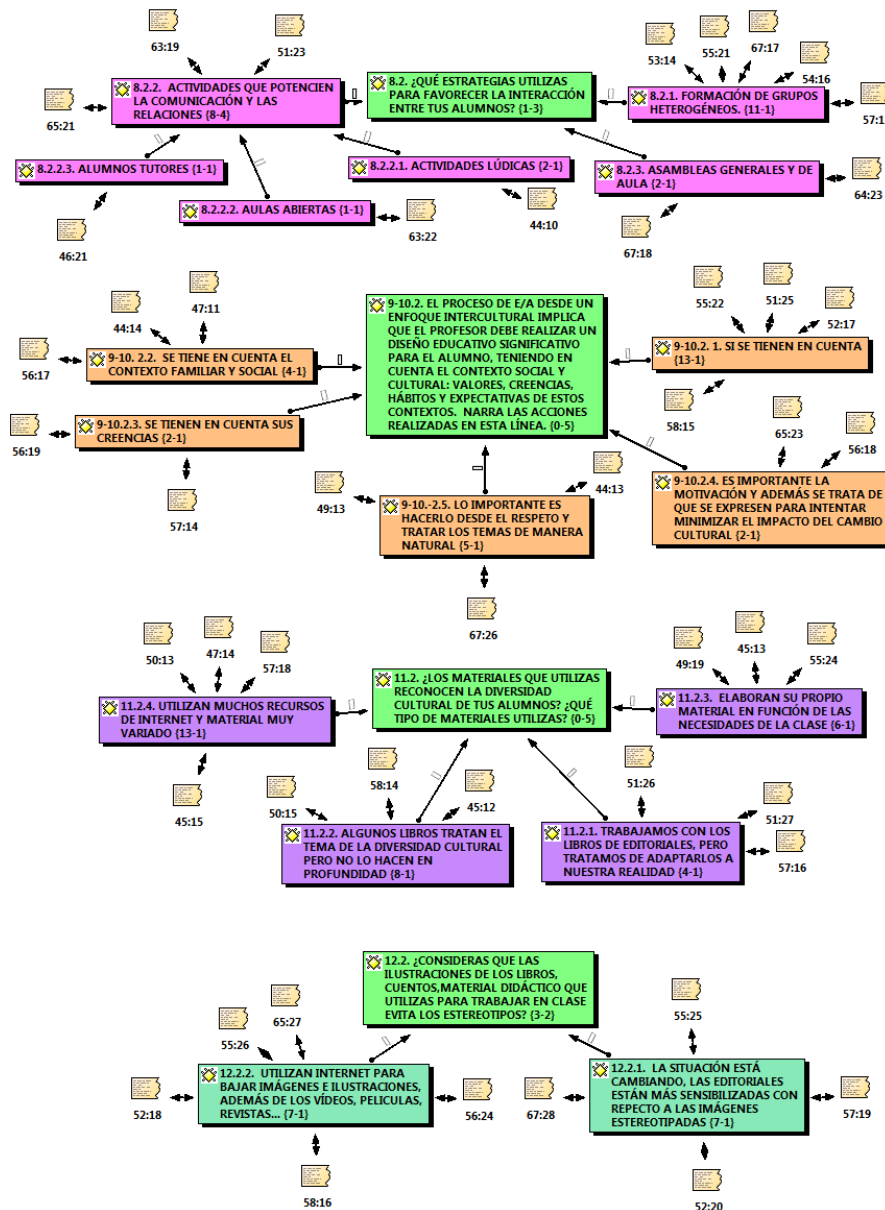 63:19
51:23
53:14
55:21
67:17
54:16
65:21
8.2.2. ACTIVIDADES QUE POTENCIEN
LA COMUNICACIÓN Y LAS
RELACIONES {8-4}
8.2. ¿QUÉ ESTRATEGIAS UTILIZAS
PARA FAVORECER LA INTERACCIÓN
ENTRE TUS ALUMNOS? {1-3}
8.2.1. FORMACIÓN DE GRUPOS
HETEROGÉNEOS. {11-1}
8.2.2.3. ALUMNOS TUTORES {1-1}
8.2.2.1. ACTIVIDADES LÚDICAS {2-1}
8.2.3. ASAMBLEAS GENERALES Y DE
AULA {2-1}
64:23
8.2.2.2. AULAS ABIERTAS {1-1}
46:21
63:22
44:10
67:18
44:14
47:11
55:22
51:25
52:17
56:17
9-10. 2.2. SE TIENE EN CUENTA EL
CONTEXTO FAMILIAR Y SOCIAL {4-1}
9-10.2. EL PROCESO DE E/A DESDE UN
ENFOQUE INTERCULTURAL IMPLICA
QUE EL PROFESOR DEBE REALIZAR UN
DISEÑO EDUCATIVO SIGNIFICATIVO
PARA EL ALUMNO, TENIENDO EN
CUENTA EL CONTEXTO SOCIAL Y
CULTURAL: VALORES, CREENCIAS,
HÁBITOS Y EXPECTATIVAS DE ESTOS
CONTEXTOS. NARRA LAS ACCIONES
REALIZADAS EN ESTA LÍNEA. {0-5}
9-10.2. 1. SI SE TIENEN EN CUENTA
{13-1}
58:15
56:19
9-10.2.3. SE TIENEN EN CUENTA SUS
CREENCIAS {2-1}
57:14
65:23
56:18
9-10.2.4. ES IMPORTANTE LA
MOTIVACIÓN Y ADEMÁS SE TRATA DE
QUE SE EXPRESEN PARA INTENTAR
MINIMIZAR EL IMPACTO DEL CAMBIO
CULTURAL {2-1}
49:13
44:13
9-10.-2.5. LO IMPORTANTE ES
HACERLO DESDE EL RESPETO Y
TRATAR LOS TEMAS DE MANERA
NATURAL {5-1}
67:26
50:13
47:14
57:18
49:19
45:13
55:24
11.2.4. UTILIZAN MUCHOS RECURSOS
DE INTERNET Y MATERIAL MUY
VARIADO {13-1}
11.2. ¿LOS MATERIALES QUE UTILIZAS
RECONOCEN LA DIVERSIDAD
CULTURAL DE TUS ALUMNOS? ¿QUÉ
TIPO DE MATERIALES UTILIZAS? {0-5}
11.2.3. ELABORAN SU PROPIO
MATERIAL EN FUNCIÓN DE LAS
NECESIDADES DE LA CLASE {6-1}
45:15
50:15
58:14
45:12
51:26
51:27
57:16
11.2.2. ALGUNOS LIBROS TRATAN EL
TEMA DE LA DIVERSIDAD CULTURAL
PERO NO LO HACEN EN
PROFUNDIDAD {8-1}
11.2.1. TRABAJAMOS CON LOS
LIBROS DE EDITORIALES, PERO
TRATAMOS DE ADAPTARLOS A
NUESTRA REALIDAD {4-1}
12.2. ¿CONSIDERAS QUE LAS
ILUSTRACIONES DE LOS LIBROS,
CUENTOS,MATERIAL DIDÁCTICO QUE
UTILIZAS PARA TRABAJAR EN CLASE
EVITA LOS ESTEREOTIPOS? {3-2}
55:26
65:27
55:25
52:18
12.2.2. UTILIZAN INTERNET PARA
BAJAR IMÁGENES E ILUSTRACIONES,
ADEMÁS DE LOS VÍDEOS, PELICULAS,
REVISTAS... {7-1}
56:24
67:28
12.2.1. LA SITUACIÓN ESTÁ
CAMBIANDO, LAS EDITORIALES
ESTÁN MÁS SENSIBILIZADAS CON
REPECTO A LAS IMÁGENES
ESTEREOTIPADAS {7-1}
57:19
58:16
52:20